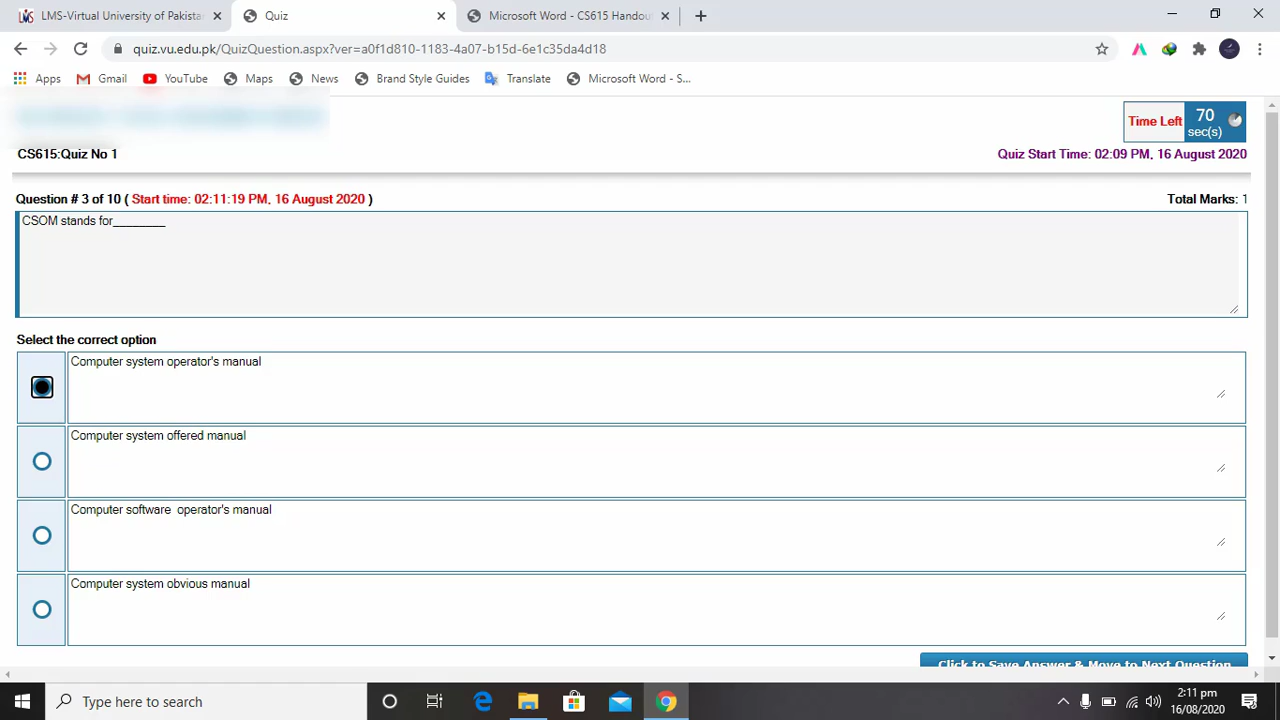 LMS-Virtual University of Pakistan
Quiz
Microsoft Word - CS615 Handout
quiz.vu.edu.pk/QuizQuestion.aspx?ver=a0f1d810-1183-4a07-b15d-6e1c35da4d18
Apps
Gmail
YouTube
Maps
News
Brand Style Guides
Translate
Microsoft Word - S...
Time Left
70
sec(s)
CS615:Quiz No 1
Quiz Start Time: 02:09 PM, 16 August 2020
Question # 3 of 10 ( Start time: 02:11:19 PM, 16 August 2020 )
Total Marks: 1
CSOM stands for________
Select the correct option
Computer system operator's manual
Computer system offered manual
Computer software  operator's manual
Computer system obvious manual
Click to Save Answer & Move to Next Question
Type here to search
2:11 pm
16/08/2020